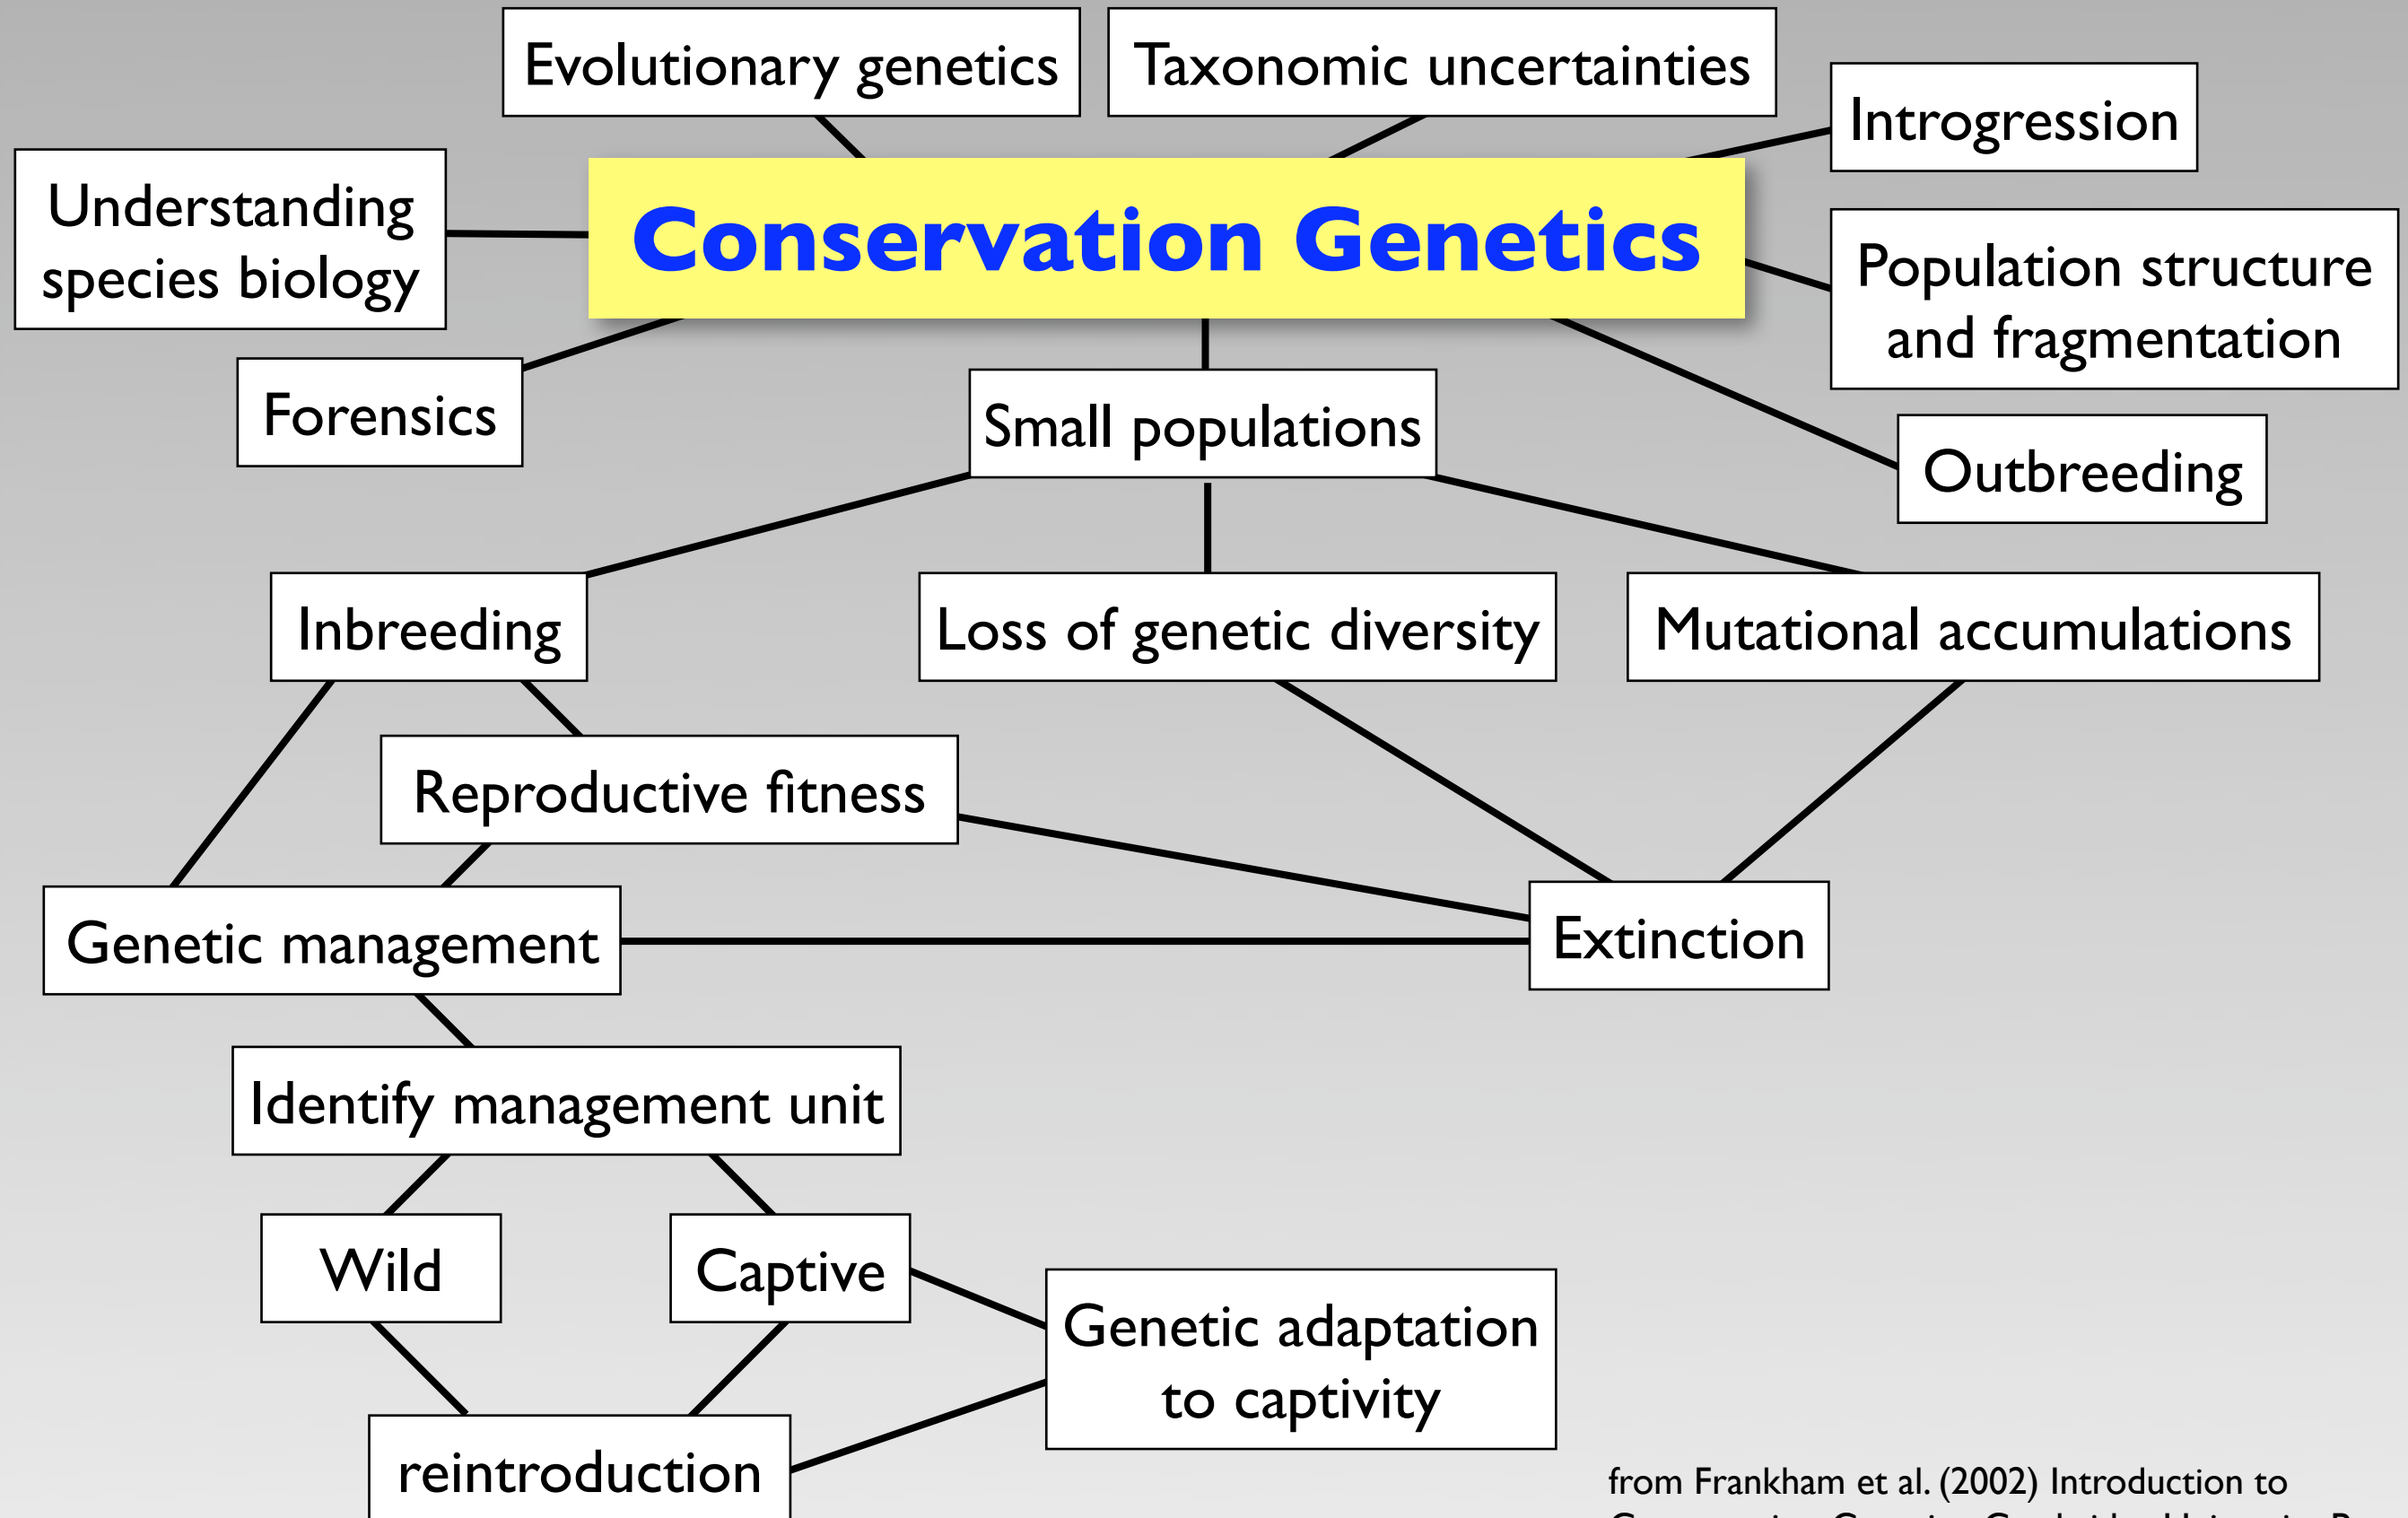 Evolutionary genetics
Taxonomic uncertainties
Introgression
Understanding
species biology
Conservation Genetics
Population structure
and fragmentation
Forensics
Small populations
Outbreeding
Inbreeding
Loss of genetic diversity
Mutational accumulations
Reproductive fitness
Genetic management
Extinction
Identify management unit
Wild
Captive
Genetic adaptation
to captivity
reintroduction
from Frankham et al. (2002) Introduction to